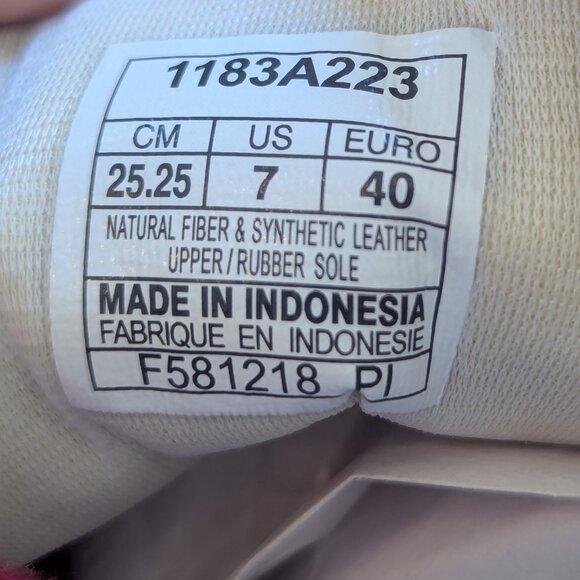 1183A223
CM US EURO
25.25 7 40
NATURAL FIBER & SYNTHETIC LEATHER
UPPER/RUBBER SOLE
MADE IN INDONESIA
FABRIQUE EN INDONESIE
F581218 PI